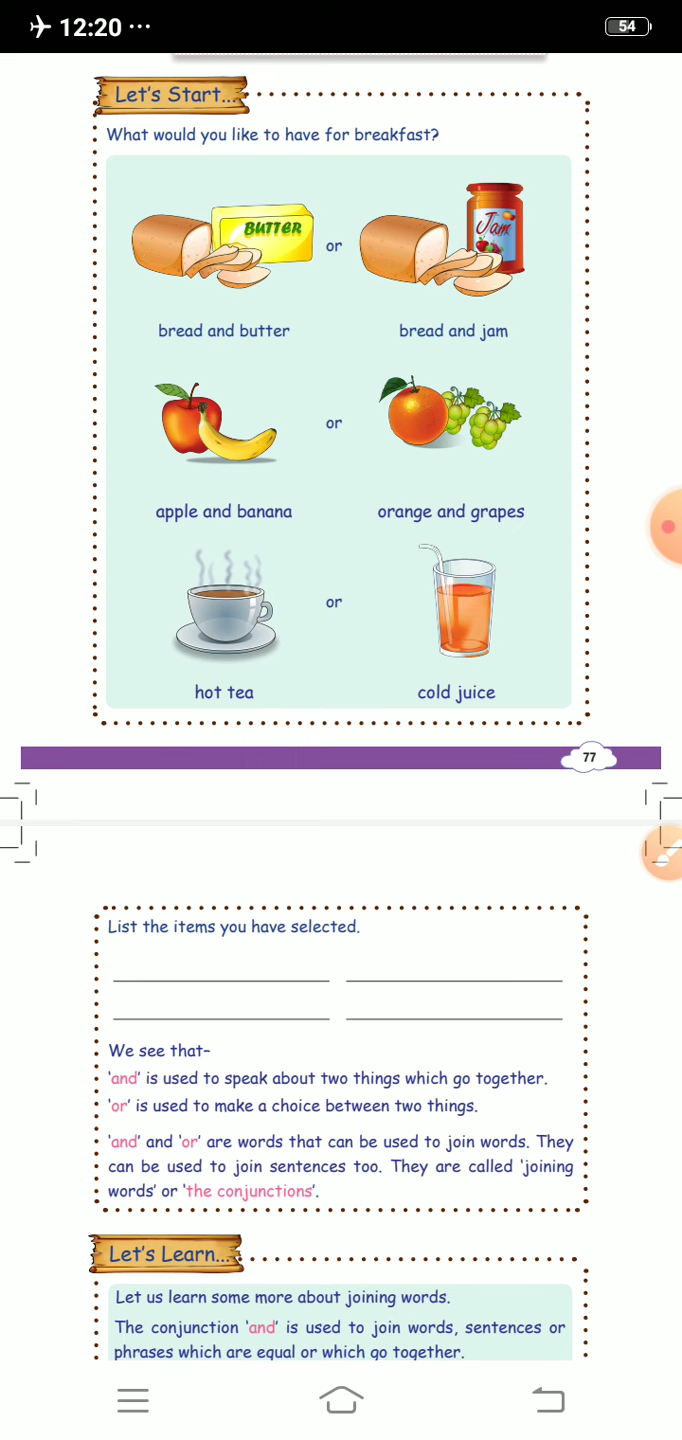 12:20 ...
54
Let's Start...
What would you like to have for breakfast?
BUTTER
or
Jam
bread and butter
bread and jam
or
apple and banana
orange and grapes
or
hot tea
cold juice
77
List the items you have selected.
We see that–
'and' is used to speak about two things which go together.
'or' is used to make a choice between two things.
'and' and 'or' are words that can be used to join words. They
can be used to join sentences too. They are called 'joining
words' or 'the conjunctions'.
Let's Learn...
Let us learn some more about joining words.
The conjunction 'and' is used to join words, sentences or
phrases which are equal or which go together.